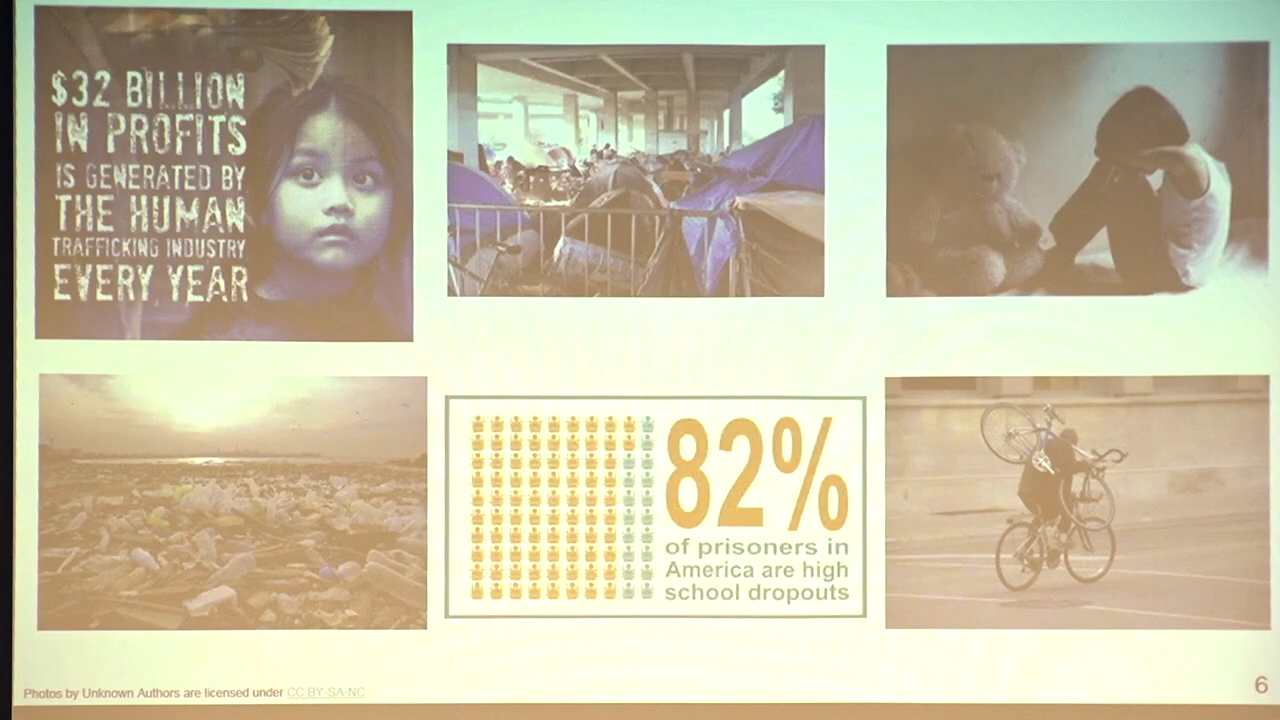 $32 BILLION
IN PROFITS
IS GENERATED BY
THE HUMAN
TRAFFICKING INDUSTRY
EVERY YEAR
82%
of prisoners in
America are high
school dropouts
Photos by Unknown Authors are licensed under CC BY-SA-NC
6